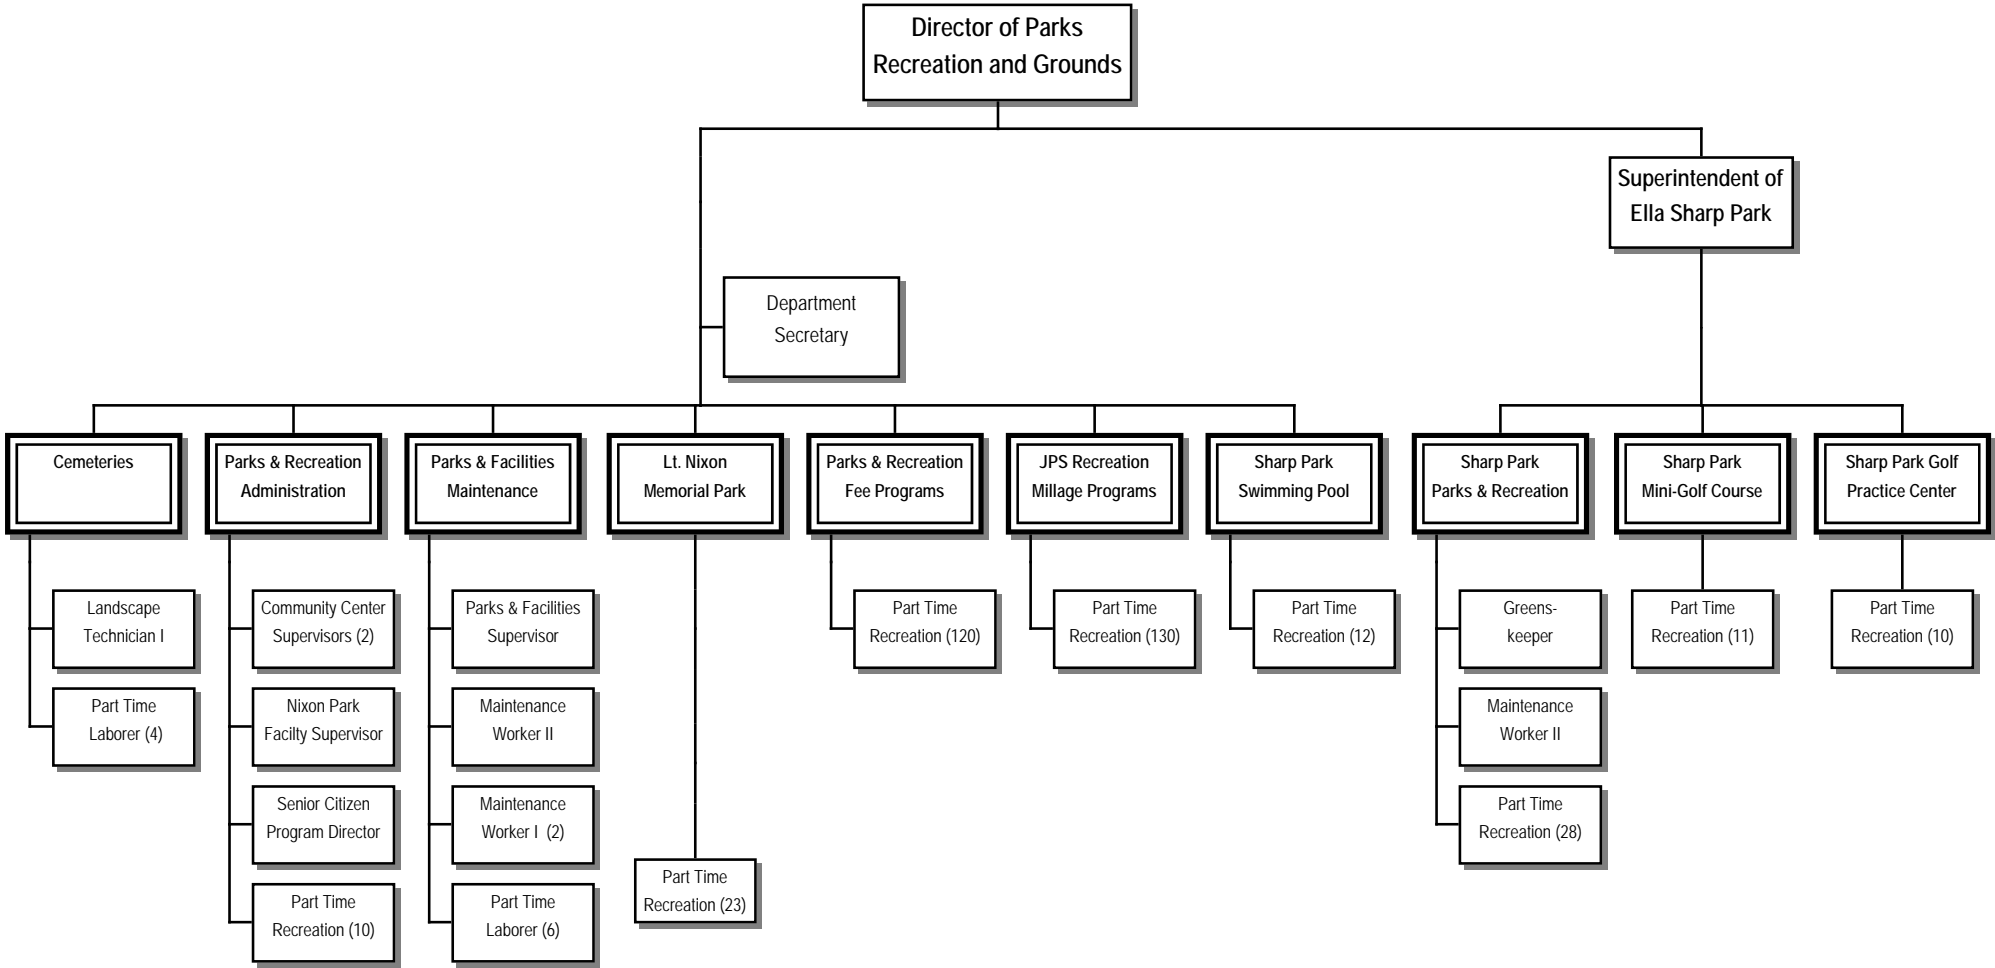 Director of Parks
Recreation and Grounds
Superintendent of
Ella Sharp Park
Department
Secretary
Cemeteries
Parks & Recreation
Administration
Parks & Facilities
Maintenance
Lt. Nixon
Memorial Park
Parks & Recreation
Fee Programs
JPS Recreation
Millage Programs
Sharp Park
Swimming Pool
Sharp Park
Parks & Recreation
Sharp Park
Mini-Golf Course
Sharp Park Golf
Practice Center
Landscape
Technician I
Part Time
Laborer (4)
Community Center
Supervisors (2)
Nixon Park
Facilty Supervisor
Senior Citizen
Program Director
Part Time
Recreation (10)
Parks & Facilities
Supervisor
Maintenance
Worker II
Maintenance
Worker I  (2)
Part Time
Laborer (6)
Part Time
Recreation (23)
Part Time
Recreation (120)
Part Time
Recreation (130)
Part Time
Recreation (12)
Greens-
keeper
Maintenance
Worker II
Part Time
Recreation (28)
Part Time
Recreation (11)
Part Time
Recreation (10)